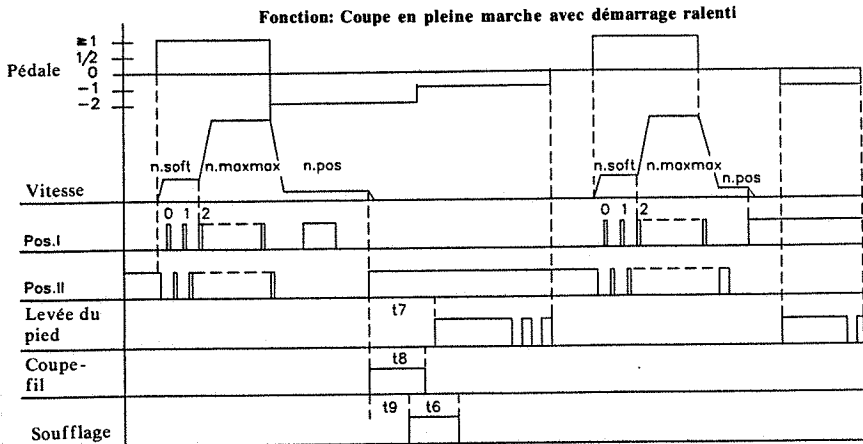 Fonction: Coupe en pleine marche avec démarrage ralenti
≥1
1/2
Pédale 0
-1
-2
n.soft n.maxmax n.pos n.soft n.maxmax n.pos
Vitesse
0 1 2 0 1 2
Pos.I
Pos.II
Levée du
pied
t7
t8
Coupe-
fil
t9 t6
Soufflage